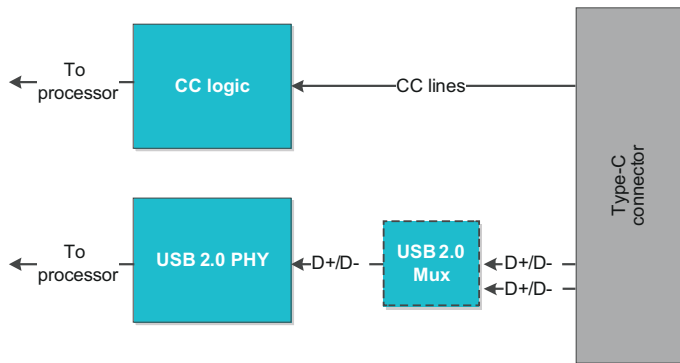 To
processor
CC logic
CC lines
Type-C
connector
To
processor
USB 2.0 PHY
D+/D-
USB 2.0
Mux
D+/D-
D+/D-